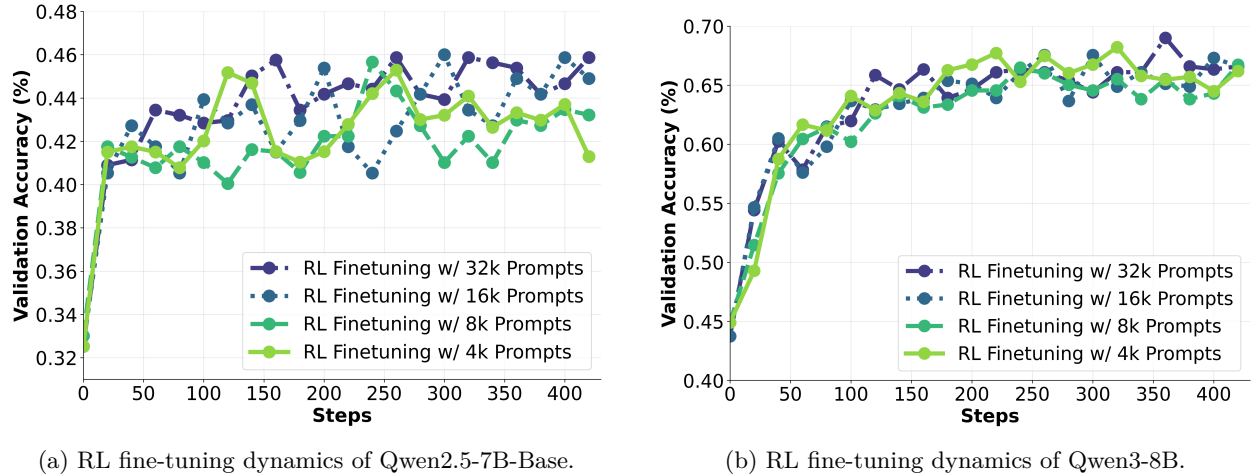 0.48
0.46
0.44
0.42
0.40
0.38
0.36
0.34
0.32
Validation Accuracy (%)
RL Finetuning w/ 32k Prompts
RL Finetuning w/ 16k Prompts
RL Finetuning w/ 8k Prompts
RL Finetuning w/ 4k Prompts
0 50 100 150 200 250 300 350 400
Steps
(a) RL fine-tuning dynamics of Qwen2.5-7B-Base.
0.70
0.65
0.60
0.55
0.50
0.45
0.40
Validation Accuracy (%)
RL Finetuning w/ 32k Prompts
RL Finetuning w/ 16k Prompts
RL Finetuning w/ 8k Prompts
RL Finetuning w/ 4k Prompts
0 50 100 150 200 250 300 350 400
Steps
(b) RL fine-tuning dynamics of Qwen3-8B.